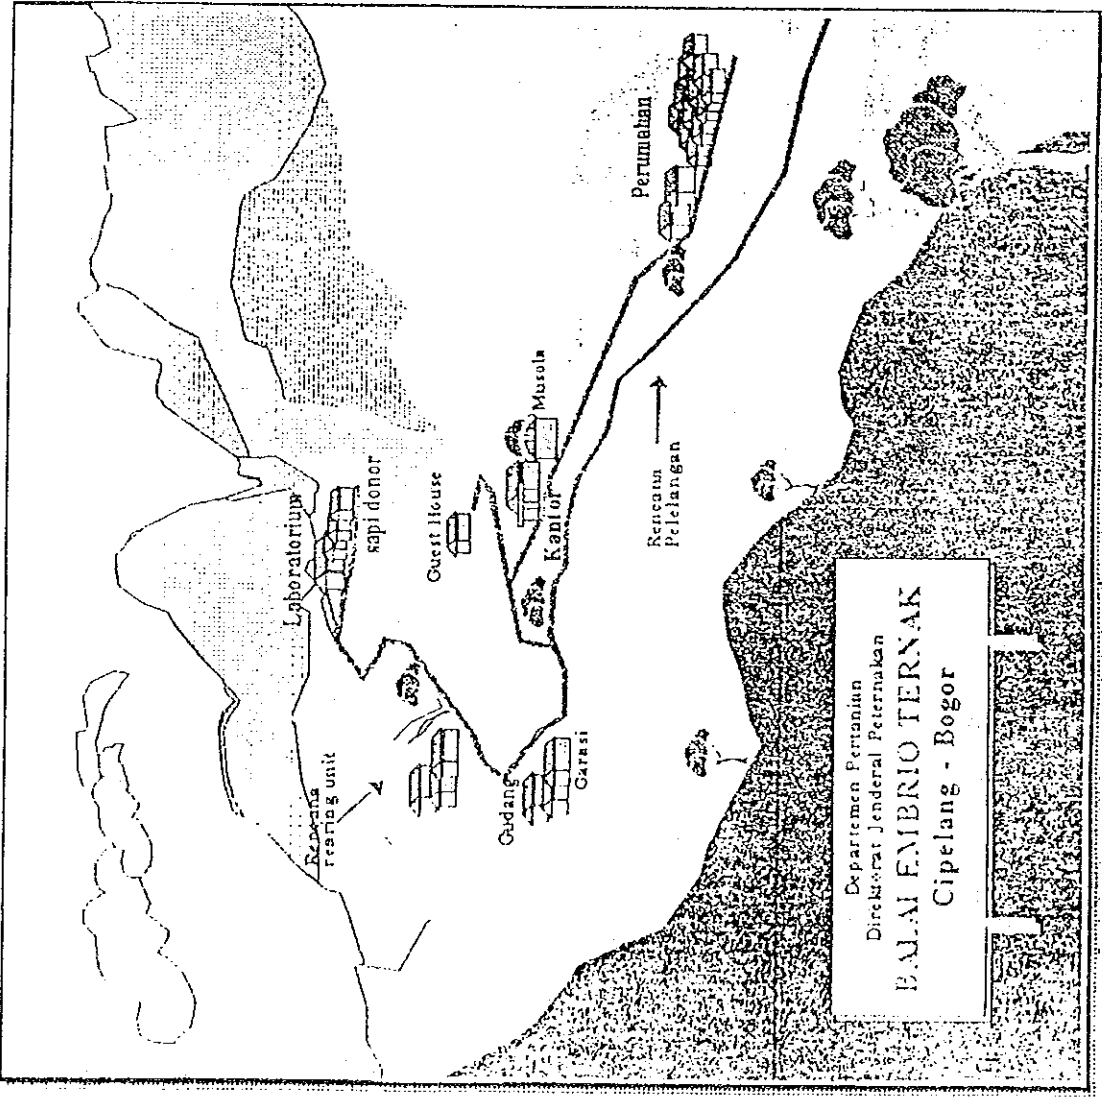 Laboratorium
sapi donor
Guest House
Kantor
Musola
Perumahan
Rencana
rearing unit
Gudang
Garasi
Rencana
Pelelangan
Departemen Pertanian
Direktorat Jenderal Peternakan
BALAI EMBRIO TERNAK
Cipelang - Bogor